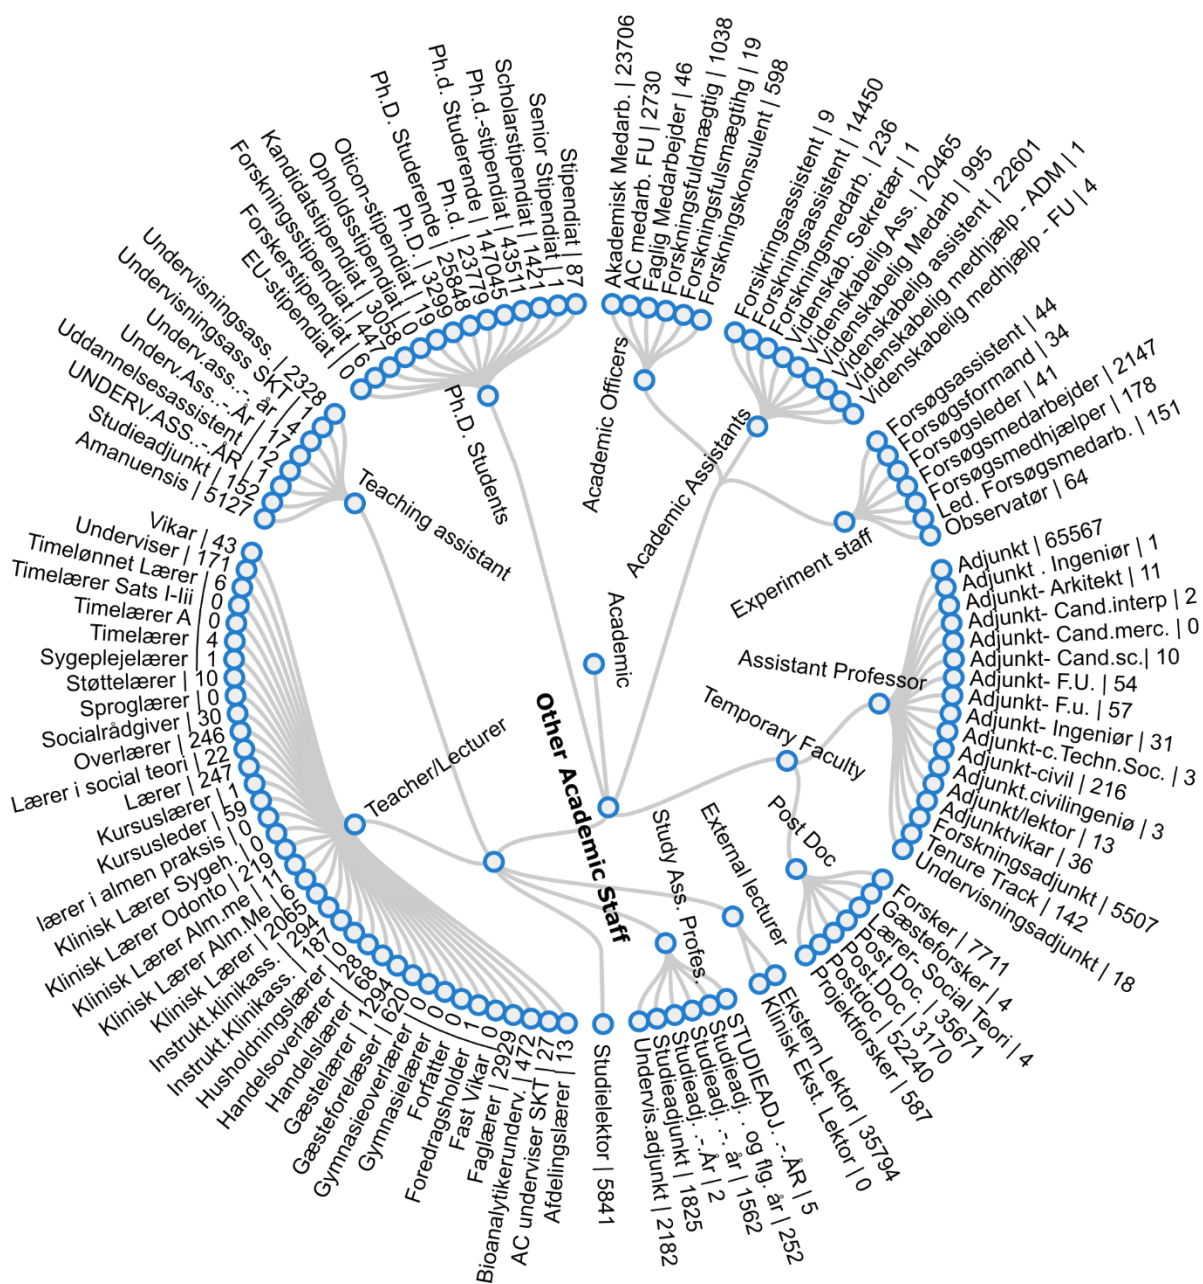 Akademisk Medarb. | 23706
AC medarb. FU | 2730
Faglig Medarbejder | 46
Forskningsfuldmægtig | 1038
Forskningsfulsmægtihg | 19
Forskningskonsulent | 598
Academic Officers
Forsikringsassistent | 9
Forskningsassistent | 14450
Forskningsmedarb. | 236
Videnskab. Sekretær | 1
Videnskabelig Ass. | 20465
Videnskabelig Medarb | 995
Videnskabelig assistent | 22601
Videnskabelig medhjælp - ADM | 1
Videnskabelig medhjælp - FU | 4
Academic Assistants
Forsøgsassistent | 44
Forsøgsformand | 34
Forsøgsleder | 41
Forsøgsmedarbejder | 2147
Forsøgsmedhjælper | 178
Led. Forsøgsmedarb. | 151
Observatør | 64
Experiment staff
Adjunkt | 65567
Adjunkt . Ingeniør | 1
Adjunkt- Arkitekt | 11
Adjunkt- Cand.interp | 2
Adjunkt- Cand.merc. | 0
Adjunkt- Cand.sc.| 10
Adjunkt- F.U. | 54
Adjunkt- F.u. | 57
Adjunkt- Ingeniør | 31
Adjunkt-c.Techn.Soc. | 3
Adjunkt-civil | 216
Adjunkt.civilingeniø | 3
Adjunkt/lektor | 13
Adjunktvikar | 36
Forskningsadjunkt | 5507
Tenure Track | 142
Undervisningsadjunkt | 18
Assistant Professor
Temporary Faculty
Post Doc
Forsker | 7711
Gæsteforsker | 4
Lærer- Social Teori | 4
Post Doc. | 35671
Post.Doc | 3170
Postdoc | 52240
Projektforsker | 587
External lecturer
Ekstern Lektor | 35794
Klinisk Ekst. Lektor | 0
Study Ass. Profes.
STUDIEADJ. .-.ÅR | 5
Studieadj. . og flg. år | 252
Studieadj. .-. år | 1562
Studieadj. .-.År | 2
Studieadjunkt | 1825
Undervis.adjunkt | 2182
Studielektor | 5841
Other Academic Staff
Academic
Teacher/Lecturer
Afdelingslærer | 13
AC underviser SKT | 27
Bioanalytikerunderv. | 472
Faglærer | 2929
Fast Vikar | 0
Foredragsholder | 1
Forfatter | 0
Gymnasielærer | 0
Gymnasieoverlærer | 0
Gæsteforelæser | 620
Gæstelærer | 1294
Handelslærer | 68
Handelsoverlærer | 28
Husholdningslærer | 0
Instrukt.Klinikass. | 187
Instrukt.klinikass. | 294
Klinisk Lærer | 2065
Klinisk Lærer Alm.Me | 6
Klinisk Lærer Alm.me | 11
Klinisk Lærer Odonto | 219
Klinisk Lærer Sygeh. | 0
lærer i almen praksis | 0
Kursusleder | 59
Kursuslærer | 1
Lærer | 247
Lærer i social teori | 22
Overlærer | 246
Socialrådgiver | 30
Sproglærer | 0
Støttelærer | 10
Sygeplejelærer | 1
Timelærer | 4
Timelærer A | 0
Timelærer Sats I-Iii | 0
Timelønnet Lærer | 6
Underviser | 171
Vikar | 43
Teaching assistant
Amanuensis | 5127
Studieadjunkt | 152
UNDERV ASS. .-.ÅR | 1
Uddannelsesassistent | 12
Underv.Ass. .-.År | 17
Underv.ass. .-. år | 4
Undervisningsass SKT | 1
Undervisningsass. | 2328
Ph.D. Students
EU-stipendiat | 0
Forskerstipendiat | 6
Forskningsstipendiat | 447
Kandidatstipendiat | 3058
Opholdsstipendiat | 0
Oticon-stipendiat | 19
Ph.D. | 3299
Ph.D. Studerende | 25848
Ph.d. | 23779
Ph.d. Studerende | 147045
Ph.d.-stipendiat | 43511
Scholarstipendiat | 142
Senior Stipendiat | 1
Stipendiat | 87